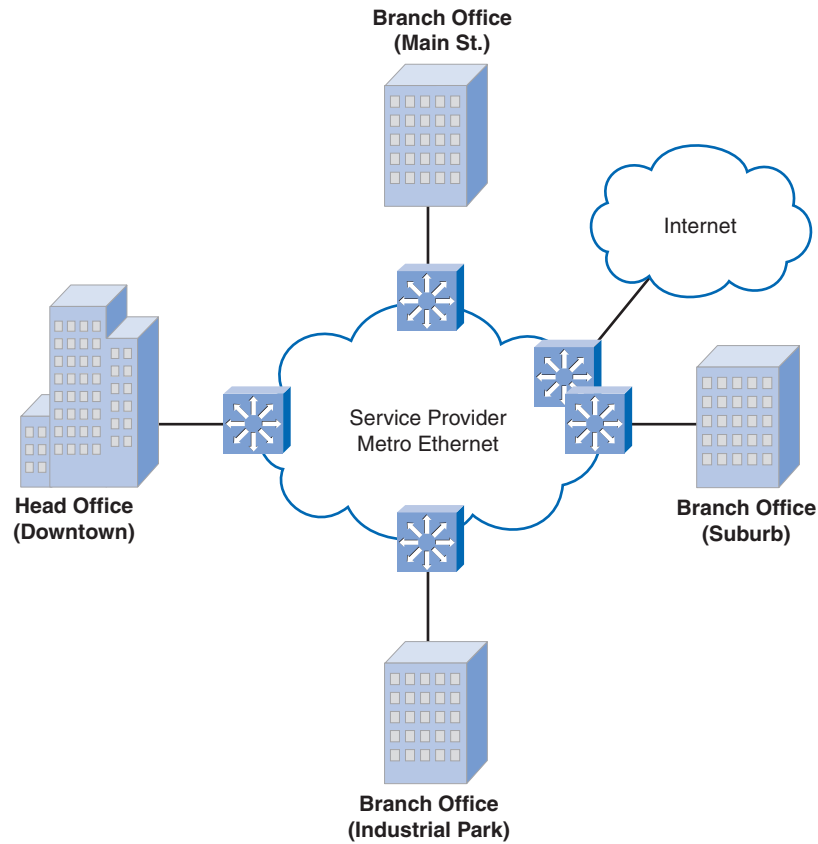 Branch Office
(Main St.)
Internet
Service Provider
Metro Ethernet
Head Office
(Downtown)
Branch Office
(Suburb)
Branch Office
(Industrial Park)